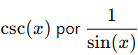 csc(x) por 1/sin(x)